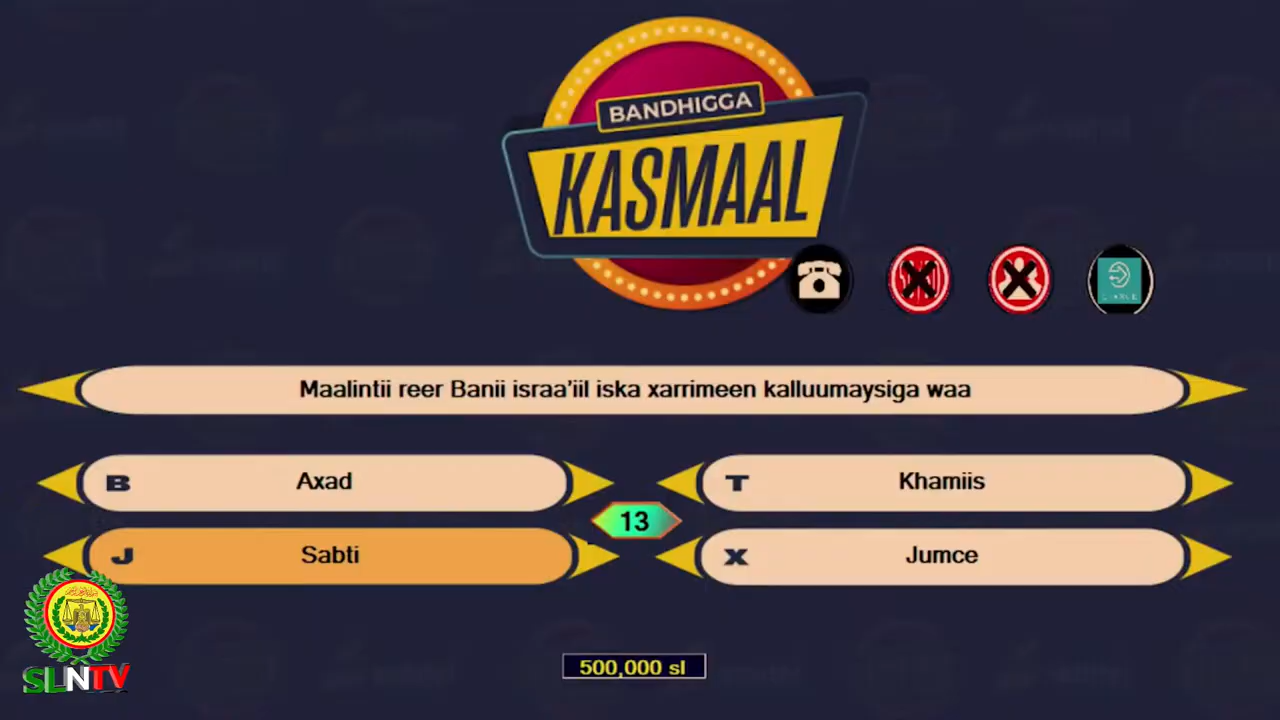 BANDHIGGA
KASMAAL
Maalintii reer Banii israa'iil iska xarrimeen kalluumaysiga waa
B Axad
T Khamiis
13
J Sabti
X Jumce
SLNTV
500,000 sl